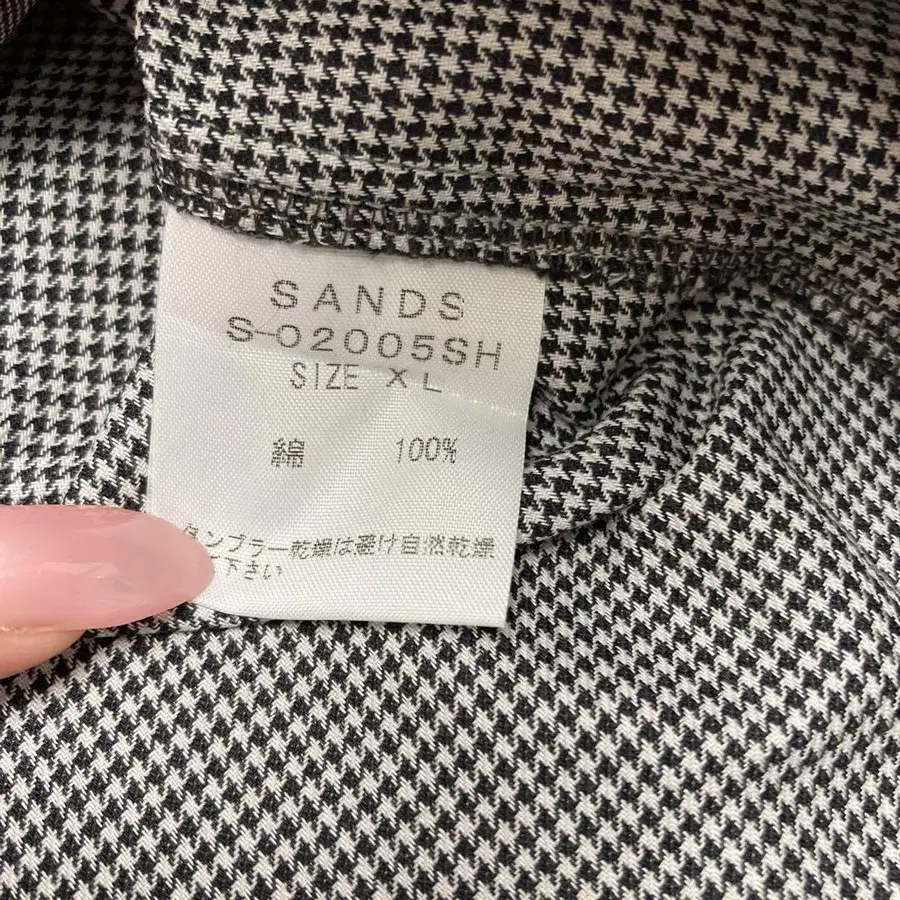 SANDS
S-02005SH
SIZE XL
綿 100%
タンブラー乾燥は避け自然乾燥
下さい